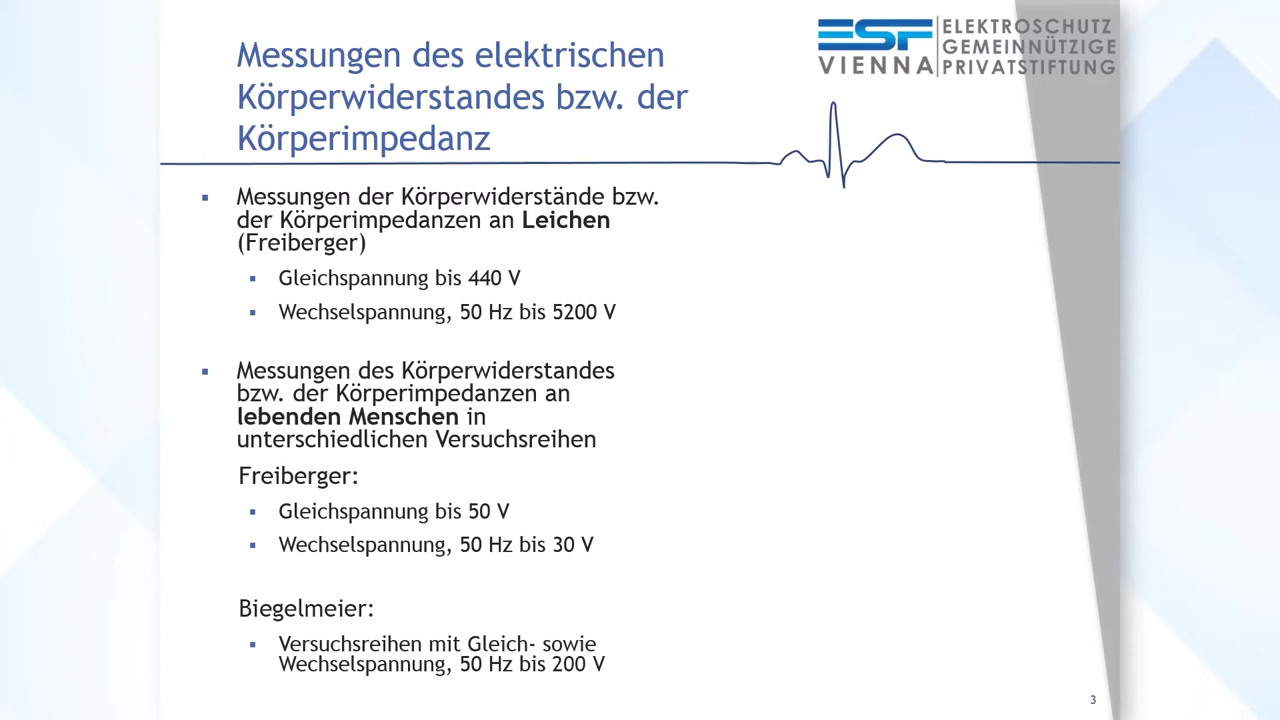 Messungen des elektrischen
Körperwiderstandes bzw. der
Körperimpedanz
ESF
VIENNA
ELEKTROSCHUTZ
GEMEINNÜTZIGE
PRIVATSTIFTUNG
▪ Messungen der Körperwiderstände bzw.
der Körperimpedanzen an Leichen
(Freiberger)
▪ Gleichspannung bis 440 V
▪ Wechselspannung, 50 Hz bis 5200 V
▪ Messungen des Körperwiderstandes
bzw. der Körperimpedanzen an
lebenden Menschen in
unterschiedlichen Versuchsreihen
Freiberger:
▪ Gleichspannung bis 50 V
▪ Wechselspannung, 50 Hz bis 30 V
Biegelmeier:
▪ Versuchsreihen mit Gleich- sowie
Wechselspannung, 50 Hz bis 200 V
3